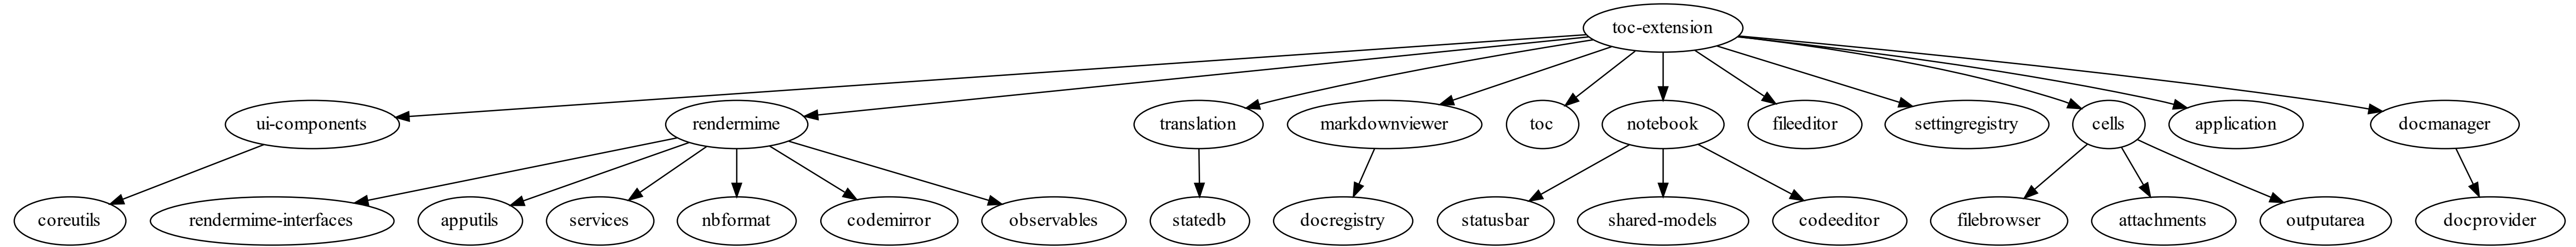 toc-extension
ui-components
rendermime
translation
markdownviewer
toc
notebook
fileeditor
settingregistry
cells
application
docmanager
coreutils
rendermime-interfaces
apputils
services
nbformat
codemirror
observables
statedb
docregistry
statusbar
shared-models
codeeditor
filebrowser
attachments
outputarea
docprovider